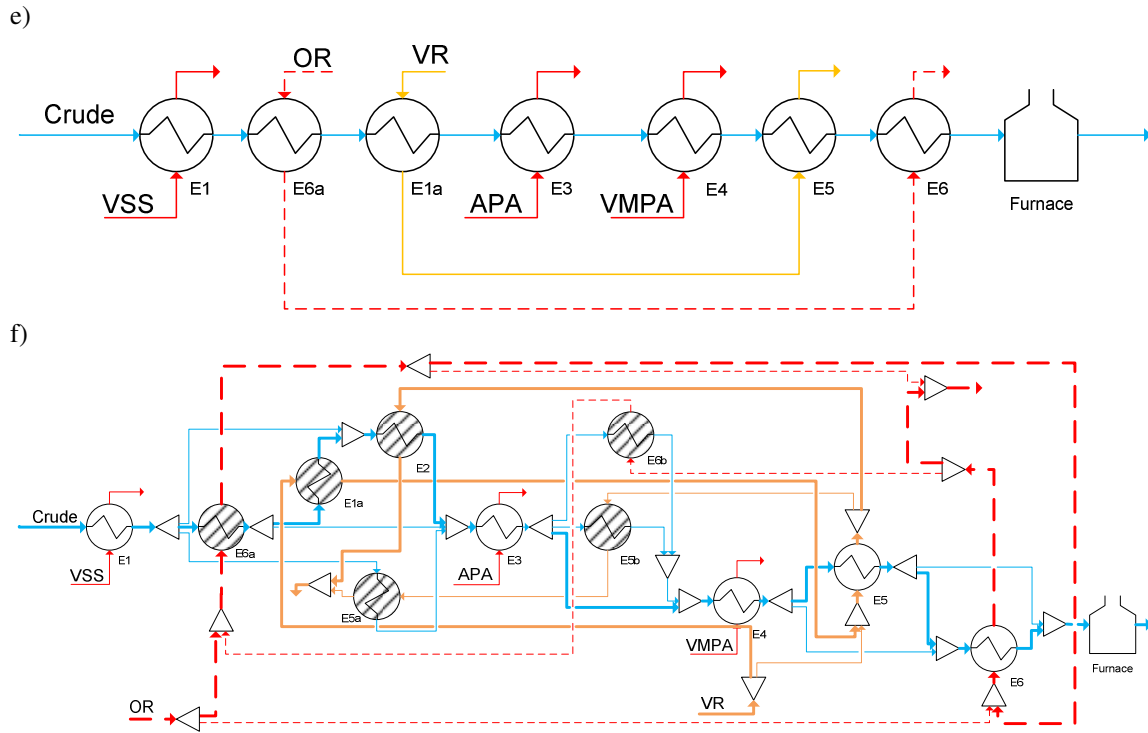 e)
OR VR
Crude
E1 E6a E1a E3 E4 E5 E6
VSS APA VMPA
Furnace
f)
E2
E6b
E1a
Crude
E1 E6a E3 E5b
VSS APA E5a E5
E4
VMPA
Furnace
E6
OR VR